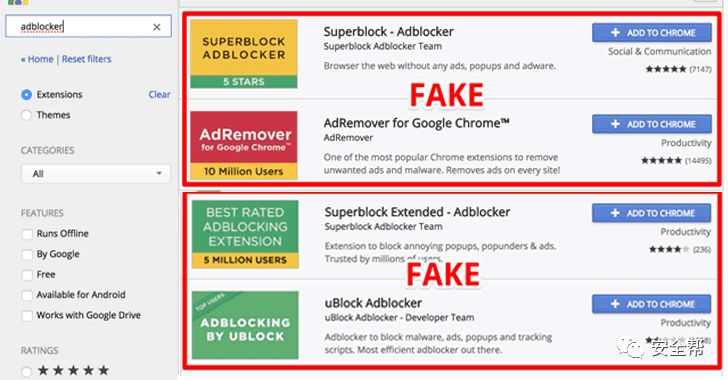 adblocker
« Home | Reset filters
Extensions Clear
Themes
CATEGORIES
All
FEATURES
Runs Offline
By Google
Free
Available for Android
Works with Google Drive
RATINGS
SUPERBLOCK
ADBLOCKER
5 STARS
Superblock - Adblocker
Superblock Adblocker Team
Browse the web without any ads, popups and adware.
+ ADD TO CHROME
Social & Communication
(7147)
FAKE
AdRemover
for Google Chrome™
10 Million Users
AdRemover for Google Chrome™
AdRemover
One of the most popular Chrome extensions to remove
unwanted ads and malware. Removes ads on every site!
+ ADD TO CHROME
Productivity
(14495)
BEST RATED
ADBLOCKING
EXTENSION
5 MILLION USERS
Superblock Extended - Adblocker
Superblock Adblocker Team
Extension to block annoying popups, popunders & ads.
Trusted by millions of users.
+ ADD TO CHROME
Productivity
(236)
FAKE
TOP USERS
ADBLOCKING
BY UBLOCK
uBlock Adblocker
uBlock Adblocker - Developer Team
Adblocker to block malware, ads, popups and tracking
scripts. Most efficient adblocker out there.
+ ADD TO CHROME
Productivity
安全帮